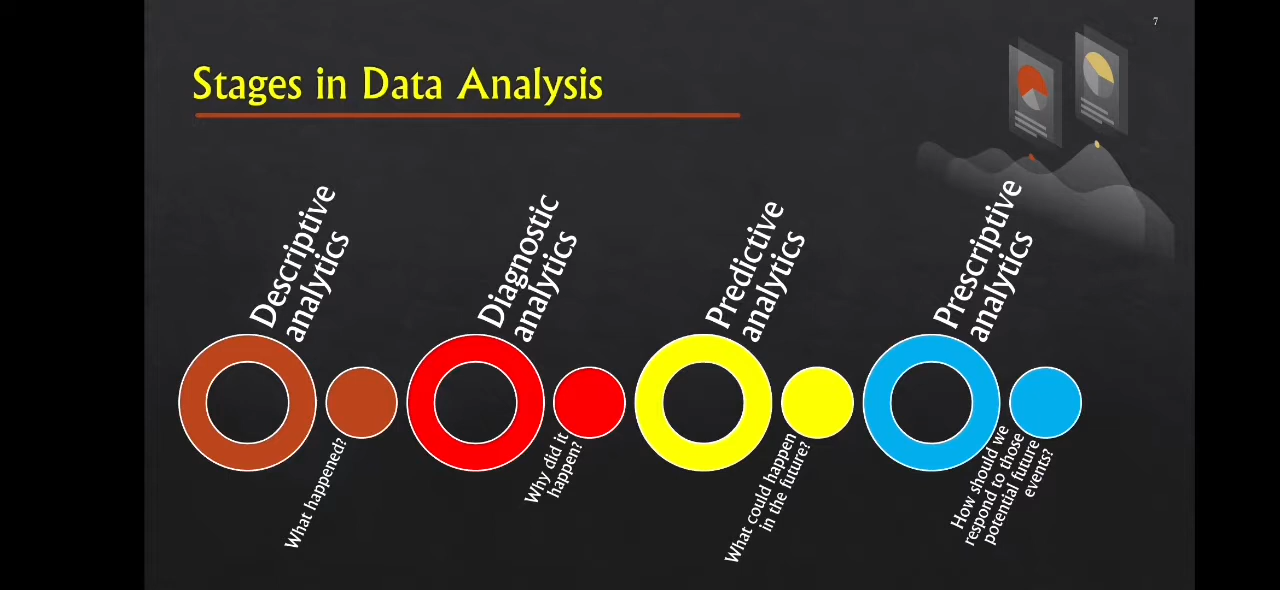 7
Stages in Data Analysis
Descriptive
analytics
What happened?
Diagnostic
analytics
Why did it
happen?
Predictive
analytics
What could happen
in the future?
Prescriptive
analytics
How should we
respond to those
potential future
events?